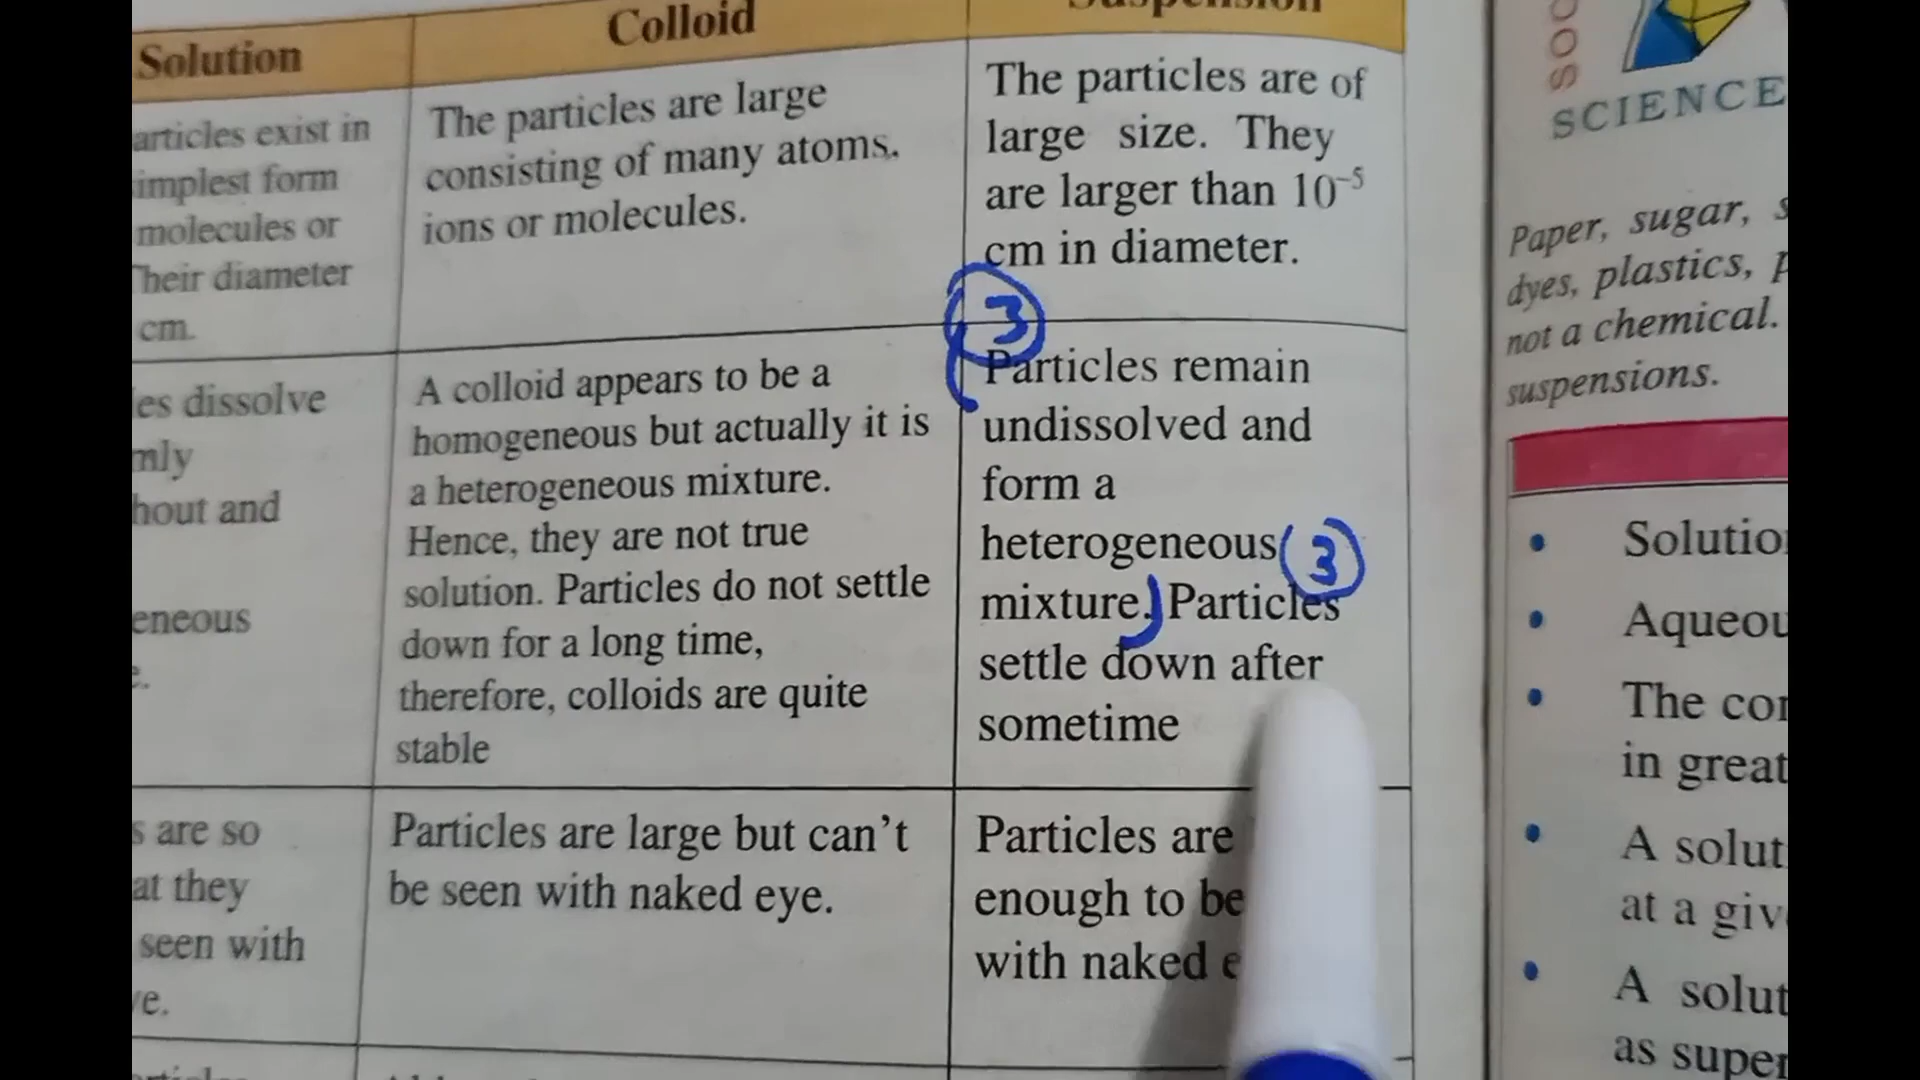 Solution
articles exist in
implest form
molecules or
heir diameter
cm.
es dissolve
nly
hout and
eneous
s are so
at they
seen with
e.
Colloid
The particles are large
consisting of many atoms,
ions or molecules.
A colloid appears to be a
homogeneous but actually it is
a heterogeneous mixture.
Hence, they are not true
solution. Particles do not settle
down for a long time,
therefore, colloids are quite
stable
Particles are large but can’t
be seen with naked eye.
Suspension
The particles are of
large size. They
are larger than 10⁻⁵
cm in diameter.
3
Particles remain
undissolved and
form a
heterogeneous
3
mixture. Particles
settle down after
sometime
Particles are
enough to be
with naked e
SOC
SCIENCE
Paper, sugar, s
dyes, plastics, p
not a chemical.
suspensions.
• Solutio
• Aqueou
• The cor
in great
• A solut
at a giv
• A solut
as super